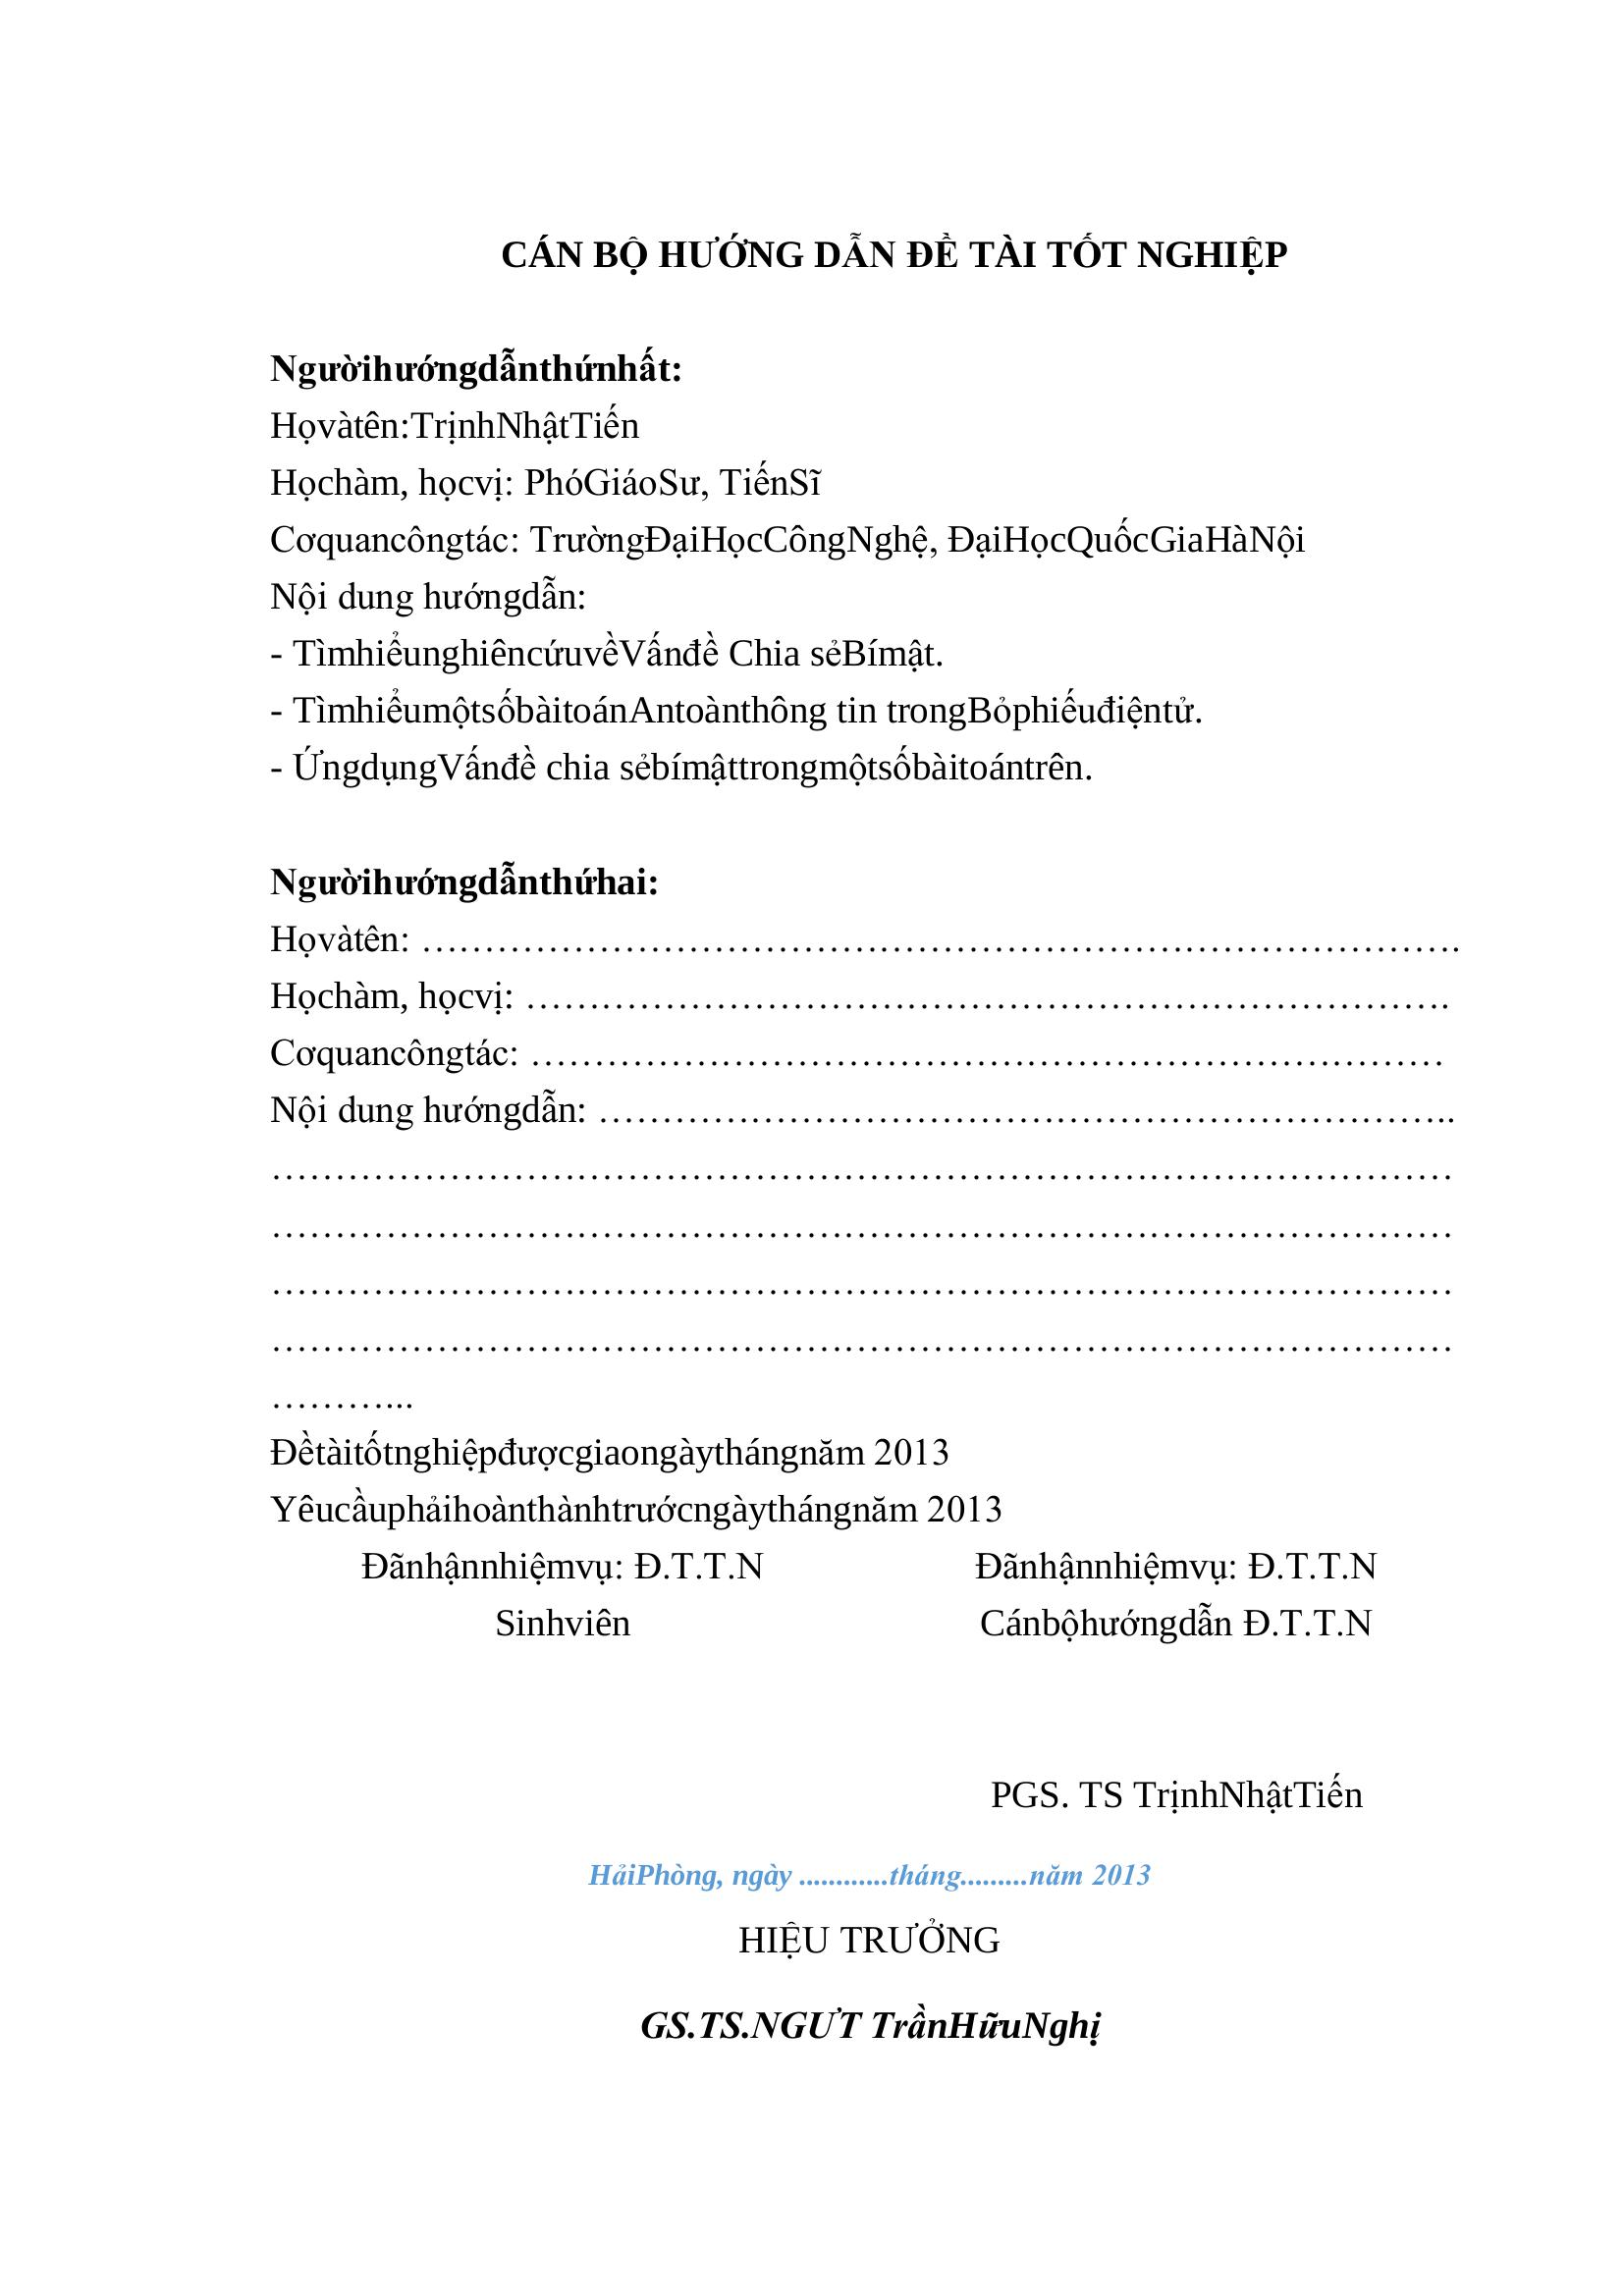 CÁN BỘ HƯỚNG DẪN ĐỀ TÀI TỐT NGHIỆP
Ngườihướngdẫnthứnhất:
Họvàtên:TrịnhNhậtTiến
Họchàm, họcvị: PhóGiáoSư, TiếnSĩ
Cơquancôngtác: TrườngĐạiHọcCôngNghệ, ĐạiHọcQuốcGiaHàNội
Nội dung hướngdẫn:
- TìmhiểunghiêncứuvềVấnđề Chia sẻBímật.
- TìmhiểumộtsốbàitoánAntoànthông tin trongBỏphiếuđiệntử.
- ỨngdụngVấnđề chia sẻbímậttrongmộtsốbàitoántrên.
Ngườihướngdẫnthứhai:
Họvàtên: ……………………………………………………………………….
Họchàm, họcvị: ……………………………………………………………….
Cơquancôngtác: ………………………………………………………………
Nội dung hướngdẫn: …………………………………………………………..
…………………………………………………………………………………
…………………………………………………………………………………
…………………………………………………………………………………
…………………………………………………………………………………
………...
Đềtàitốtnghiệpđượcgiaongàythángnăm 2013
Yêucầuphảihoànthànhtrướcngàythángnăm 2013
Đãnhậnnhiệmvụ: Đ.T.T.N Đãnhậnnhiệmvụ: Đ.T.T.N
Sinhviên Cánbộhướngdẫn Đ.T.T.N
PGS. TS TrịnhNhậtTiến
HảiPhòng, ngày ............tháng.........năm 2013
HIỆU TRƯỞNG
GS.TS.NGƯT TrầnHữuNghị